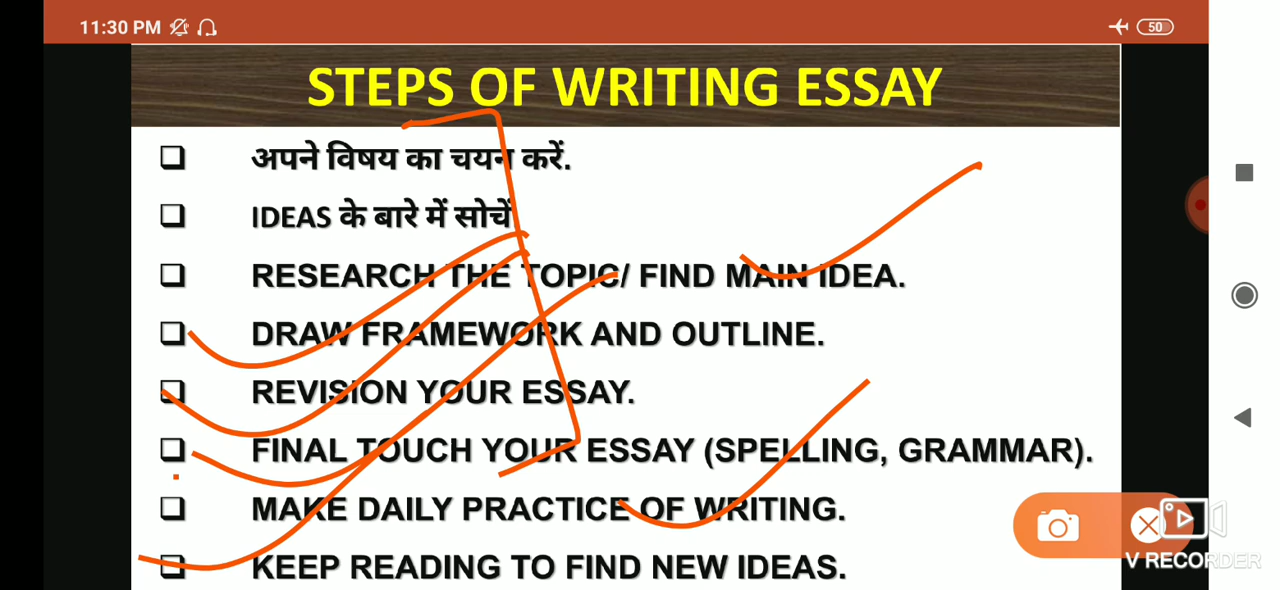 11:30 PM
50
STEPS OF WRITING ESSAY
अपने विषय का चयन करें.
IDEAS के बारे में सोचें
RESEARCH THE TOPIC/ FIND MAIN IDEA.
DRAW FRAMEWORK AND OUTLINE.
REVISION YOUR ESSAY.
FINAL TOUCH YOUR ESSAY (SPELLING, GRAMMAR).
MAKE DAILY PRACTICE OF WRITING.
KEEP READING TO FIND NEW IDEAS.
V RECORDER